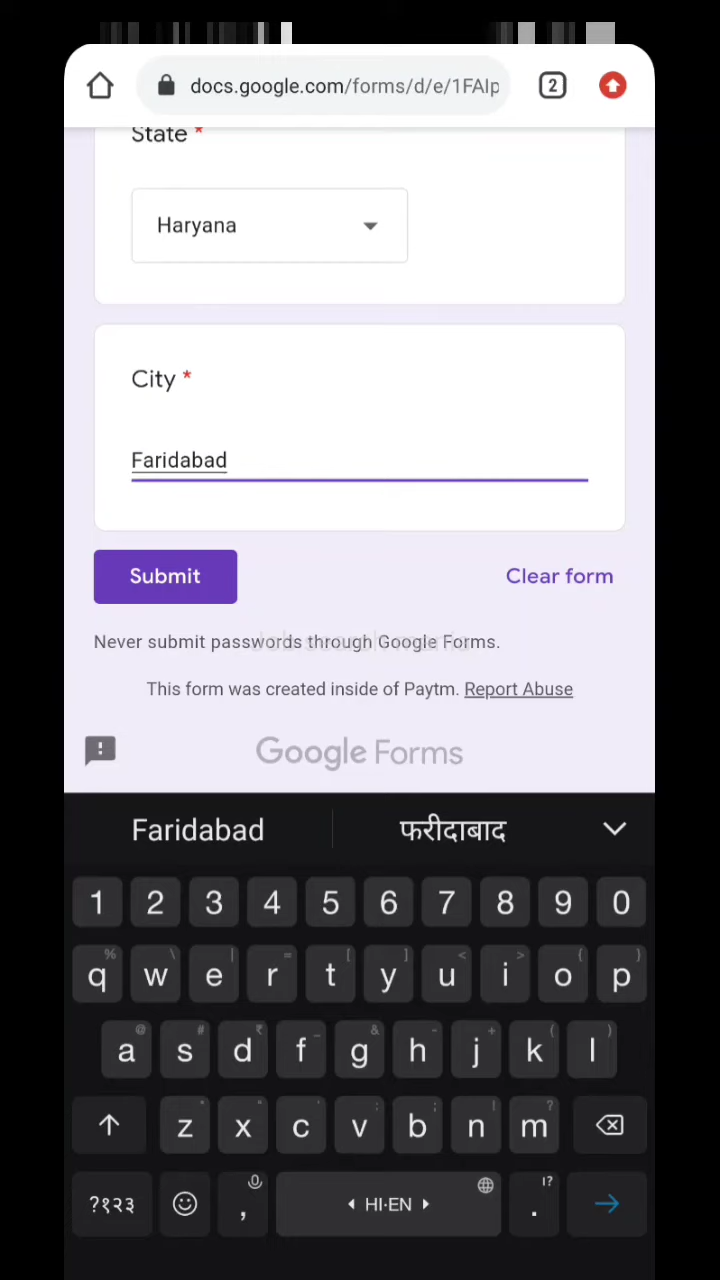 docs.google.com/forms/d/e/1FAIp
2
State *
Haryana
City *
Faridabad
Submit
Clear form
Never submit passwords through Google Forms.
This form was created inside of Paytm. Report Abuse
Google Forms
Faridabad
फरीदाबाद
1 2 3 4 5 6 7 8 9 0
% \ | = [ ] < > { }
q w e r t y u i o p
@ # ₹ _ & - + ( )
a s d f g h j k l
* " ' : ; ! ?
z x c v b n m
?१२३ , HI·EN . !?